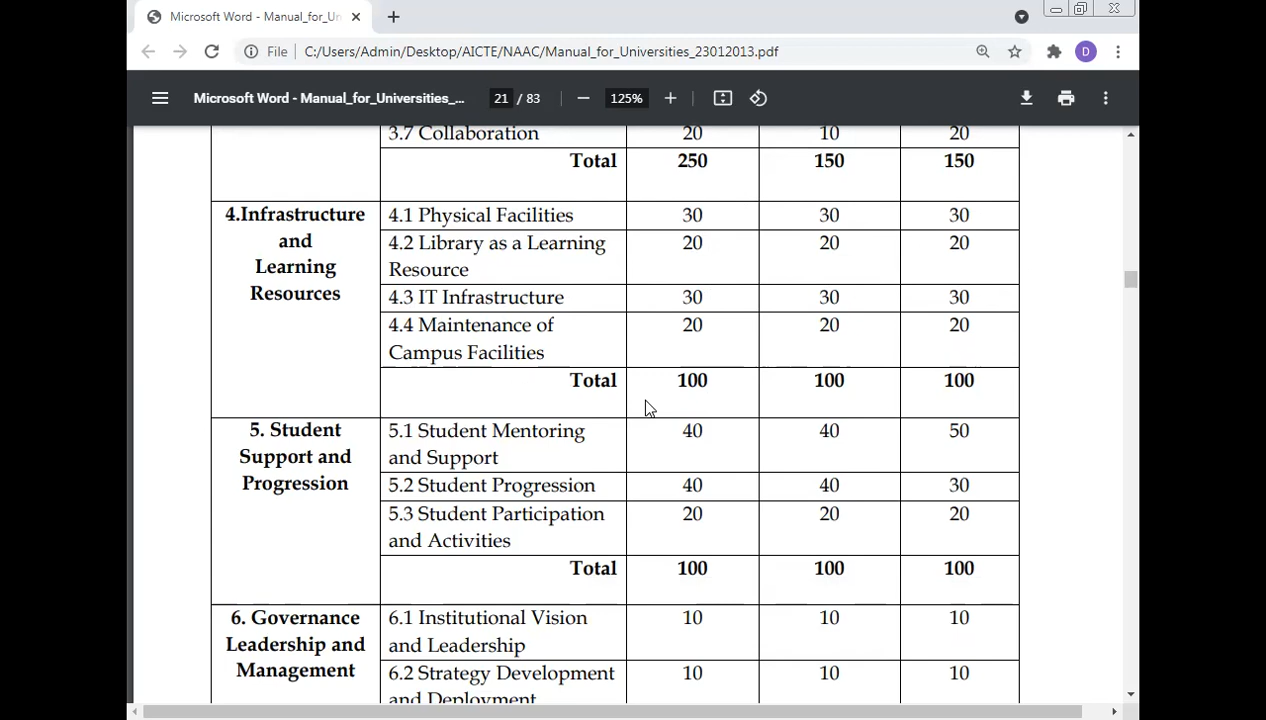 Microsoft Word - Manual_for_Un
File C:/Users/Admin/Desktop/AICTE/NAAC/Manual_for_Universities_23012013.pdf
D
Microsoft Word - Manual_for_Universities_... 21 / 83 125%
3.7 Collaboration 20 10 20
Total 250 150 150
4.Infrastructure 4.1 Physical Facilities 30 30 30
and 4.2 Library as a Learning 20 20 20
Learning Resource
Resources 4.3 IT Infrastructure 30 30 30
4.4 Maintenance of 20 20 20
Campus Facilities
Total 100 100 100
5. Student 5.1 Student Mentoring 40 40 50
Support and and Support
Progression 5.2 Student Progression 40 40 30
5.3 Student Participation 20 20 20
and Activities
Total 100 100 100
6. Governance 6.1 Institutional Vision 10 10 10
Leadership and and Leadership
Management 6.2 Strategy Development 10 10 10
and Deployment